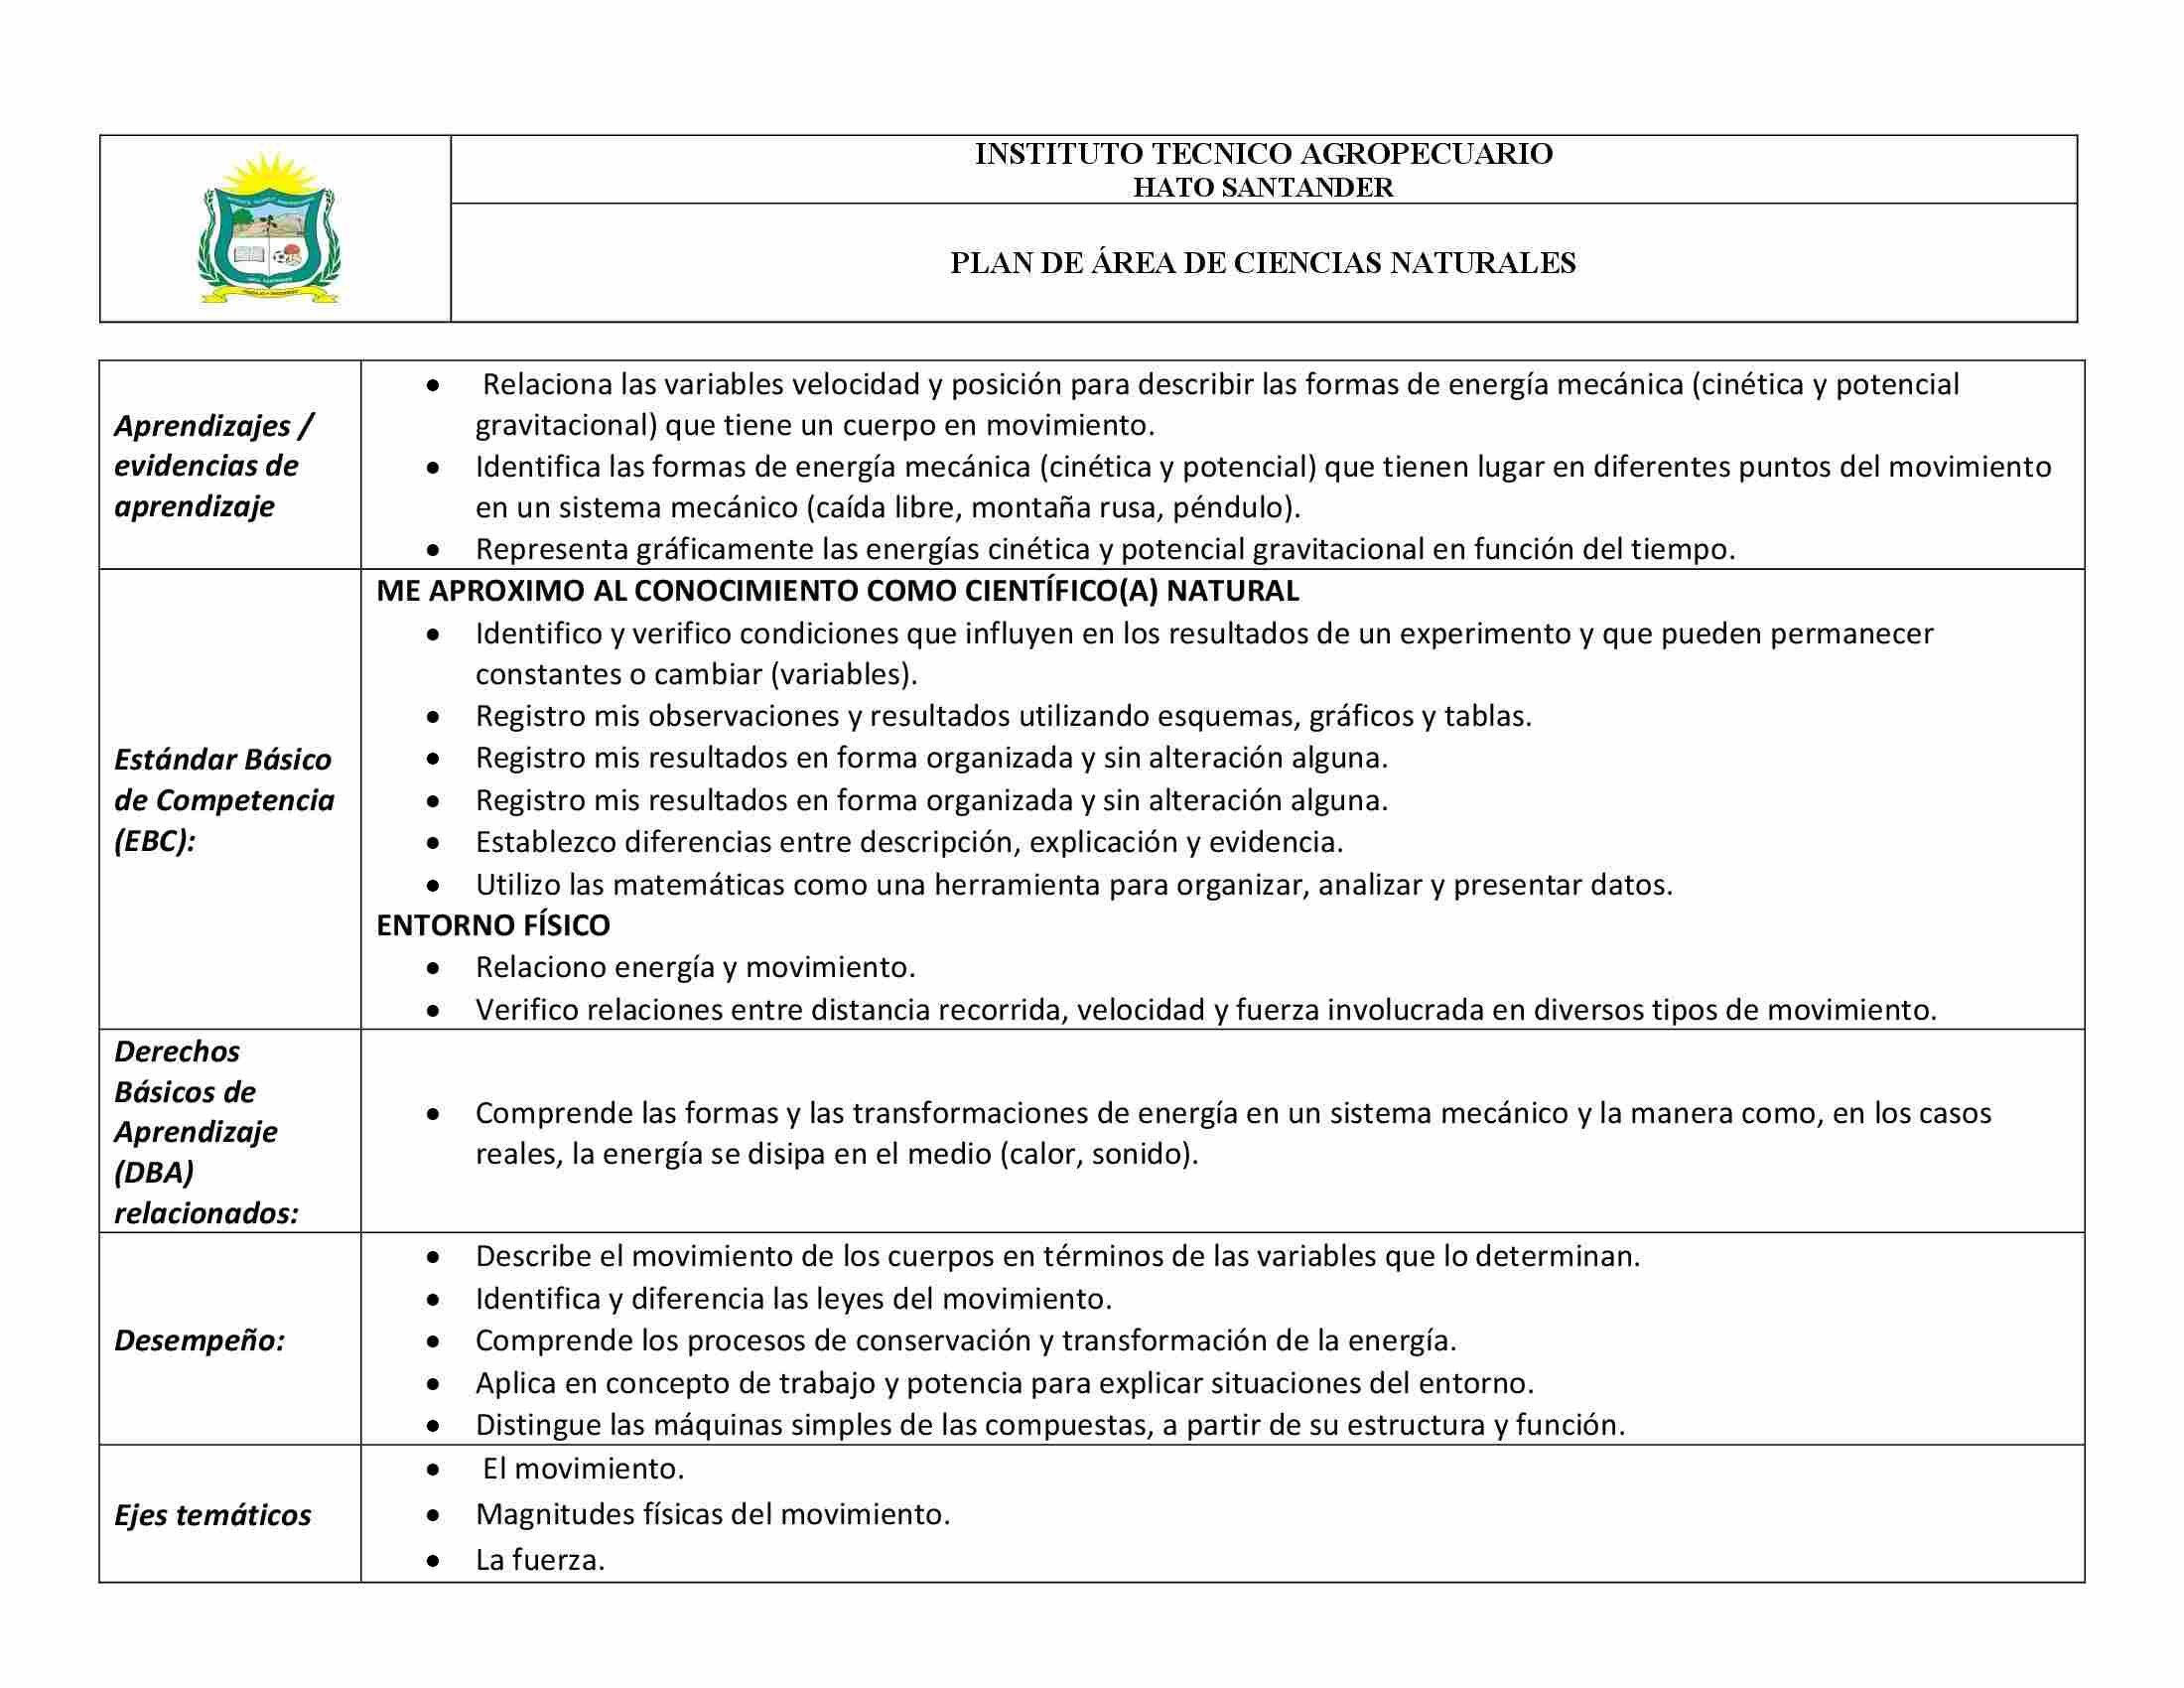 INSTITUTO TECNICO AGROPECUARIO
HATO SANTANDER
PLAN DE ÁREA DE CIENCIAS NATURALES
Aprendizajes /
evidencias de
aprendizaje
• Relaciona las variables velocidad y posición para describir las formas de energía mecánica (cinética y potencial
gravitacional) que tiene un cuerpo en movimiento.
• Identifica las formas de energía mecánica (cinética y potencial) que tienen lugar en diferentes puntos del movimiento
en un sistema mecánico (caída libre, montaña rusa, péndulo).
• Representa gráficamente las energías cinética y potencial gravitacional en función del tiempo.
Estándar Básico
de Competencia
(EBC):
ME APROXIMO AL CONOCIMIENTO COMO CIENTÍFICO(A) NATURAL
• Identifico y verifico condiciones que influyen en los resultados de un experimento y que pueden permanecer
constantes o cambiar (variables).
• Registro mis observaciones y resultados utilizando esquemas, gráficos y tablas.
• Registro mis resultados en forma organizada y sin alteración alguna.
• Registro mis resultados en forma organizada y sin alteración alguna.
• Establezco diferencias entre descripción, explicación y evidencia.
• Utilizo las matemáticas como una herramienta para organizar, analizar y presentar datos.
ENTORNO FÍSICO
• Relaciono energía y movimiento.
• Verifico relaciones entre distancia recorrida, velocidad y fuerza involucrada en diversos tipos de movimiento.
Derechos
Básicos de
Aprendizaje
(DBA)
relacionados:
• Comprende las formas y las transformaciones de energía en un sistema mecánico y la manera como, en los casos
reales, la energía se disipa en el medio (calor, sonido).
Desempeño:
• Describe el movimiento de los cuerpos en términos de las variables que lo determinan.
• Identifica y diferencia las leyes del movimiento.
• Comprende los procesos de conservación y transformación de la energía.
• Aplica en concepto de trabajo y potencia para explicar situaciones del entorno.
• Distingue las máquinas simples de las compuestas, a partir de su estructura y función.
Ejes temáticos
• El movimiento.
• Magnitudes físicas del movimiento.
• La fuerza.